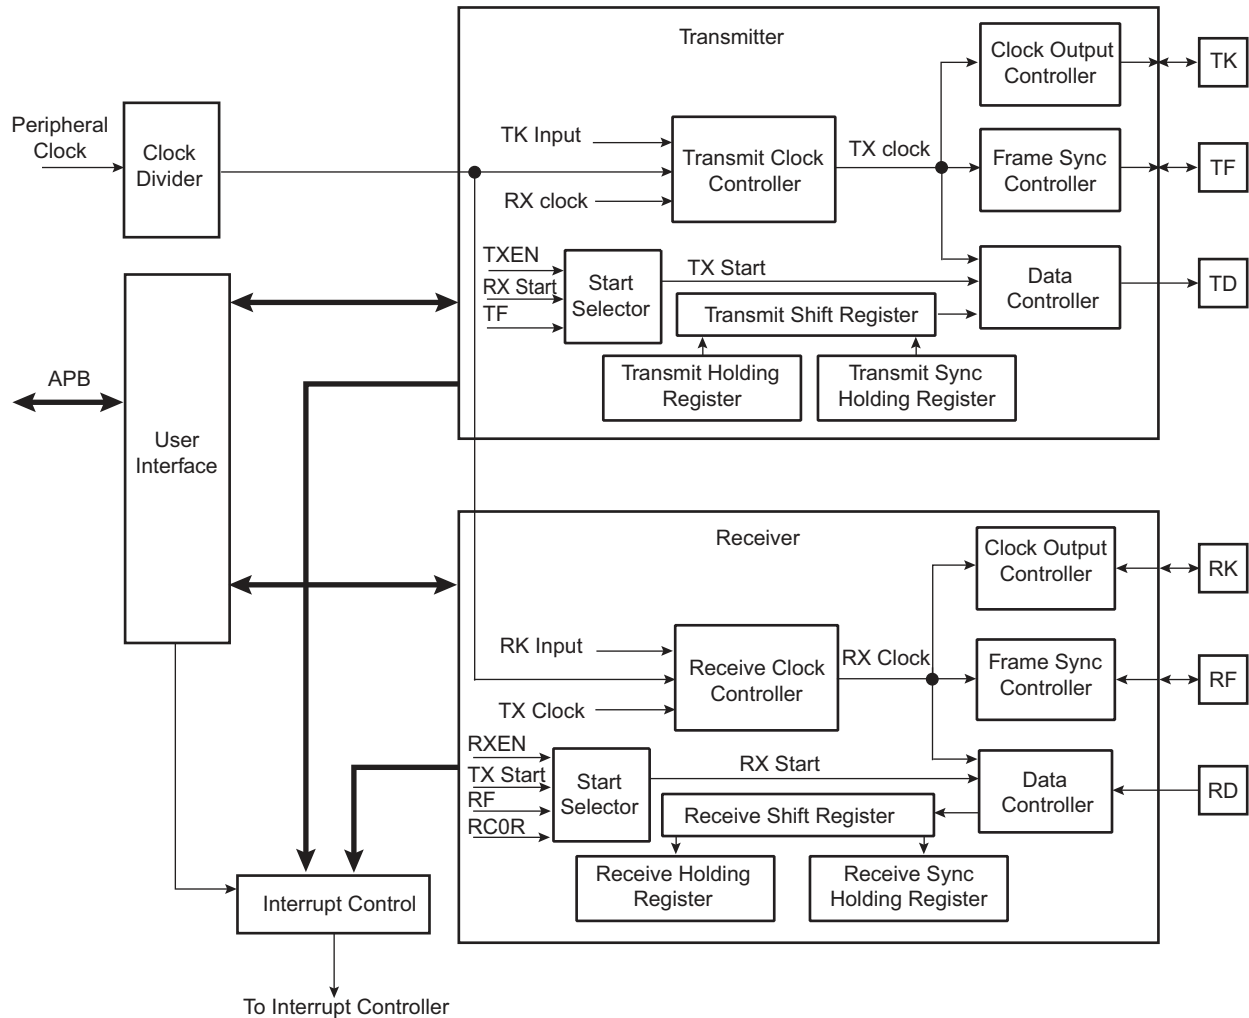 Transmitter
Clock Output
Controller
TK
Peripheral
Clock
Clock
Divider
TK Input
Transmit Clock
Controller
TX clock
Frame Sync
Controller
TF
RX clock
TXEN
RX Start
TF
Start
Selector
TX Start
Data
Controller
TD
Transmit Shift Register
Transmit Holding
Register
Transmit Sync
Holding Register
APB
User
Interface
Receiver
Clock Output
Controller
RK
RK Input
Receive Clock
Controller
RX Clock
Frame Sync
Controller
RF
TX Clock
RXEN
TX Start
RF
RC0R
Start
Selector
RX Start
Data
Controller
RD
Receive Shift Register
Receive Holding
Register
Receive Sync
Holding Register
Interrupt Control
To Interrupt Controller